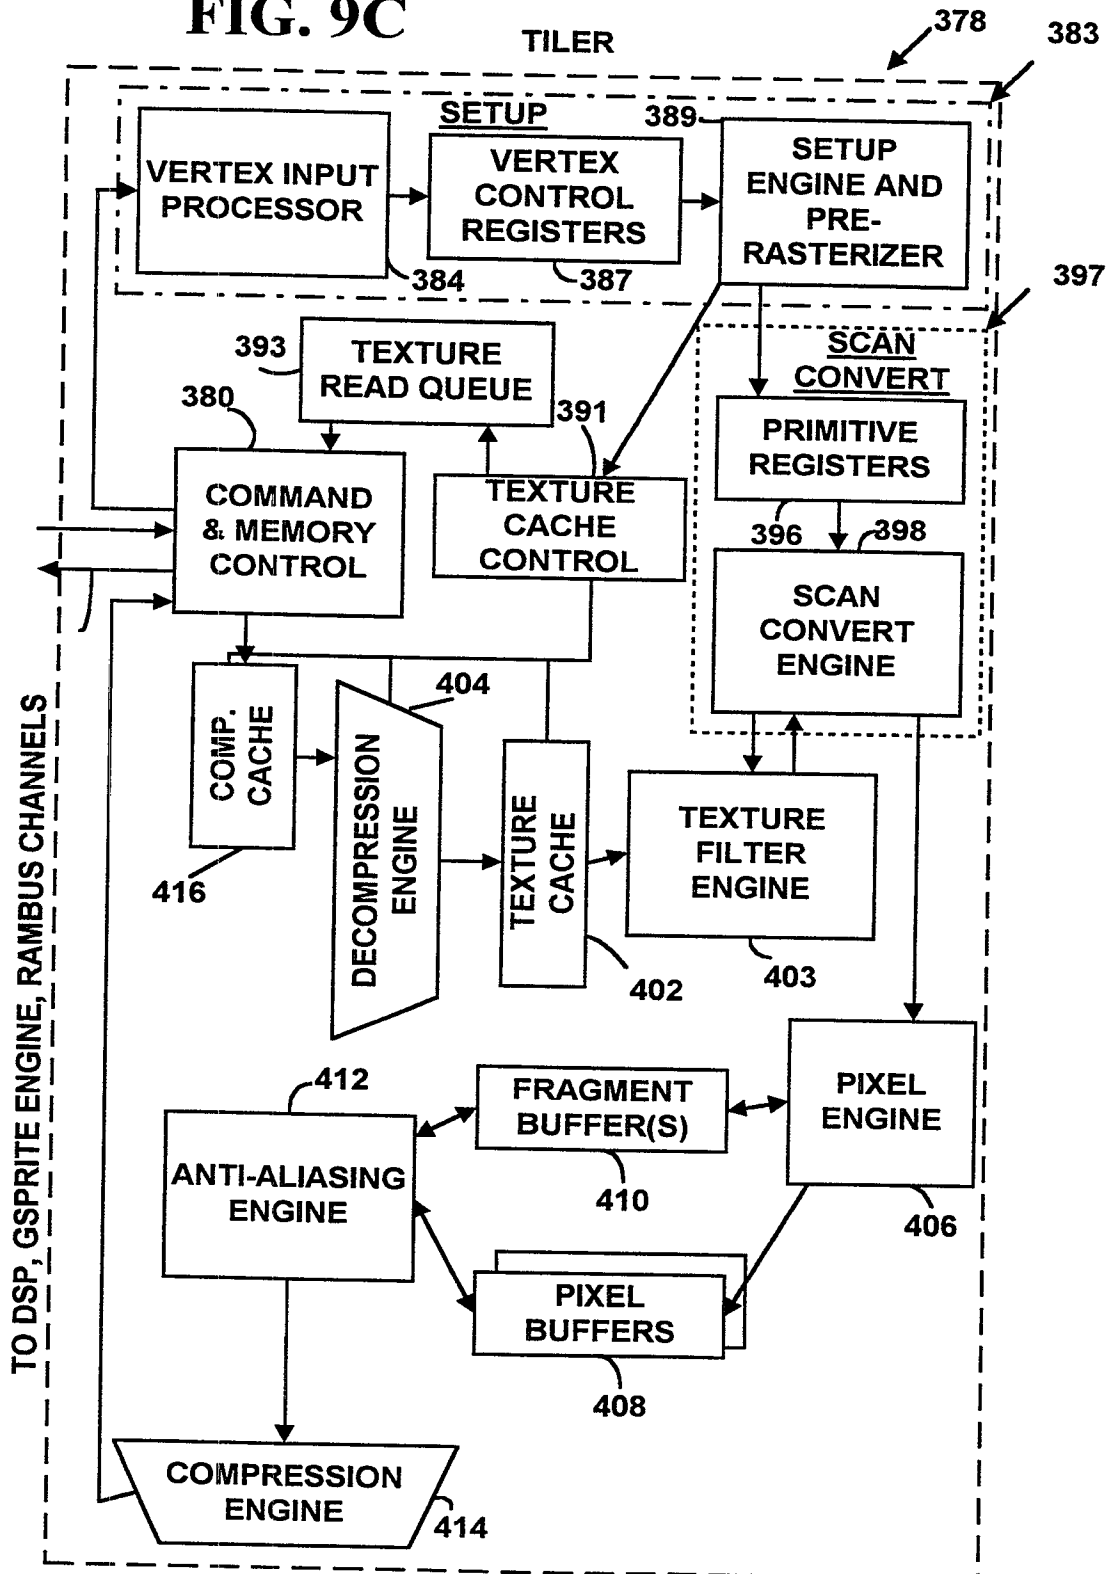 FIG. 9C
TILER
378
383
SETUP
389
VERTEX INPUT
PROCESSOR
384
VERTEX
CONTROL
REGISTERS
387
SETUP
ENGINE AND
PRE-
RASTERIZER
397
393
TEXTURE
READ QUEUE
SCAN
CONVERT
380
391
PRIMITIVE
REGISTERS
396
COMMAND
& MEMORY
CONTROL
TEXTURE
CACHE
CONTROL
398
SCAN
CONVERT
ENGINE
COMP.
CACHE
416
404
DECOMPRESSION
ENGINE
TEXTURE
CACHE
402
TEXTURE
FILTER
ENGINE
403
TO DSP, GSPRITE ENGINE, RAMBUS CHANNELS
412
ANTI-ALIASING
ENGINE
FRAGMENT
BUFFER(S)
410
PIXEL
ENGINE
406
PIXEL
BUFFERS
408
COMPRESSION
ENGINE
414